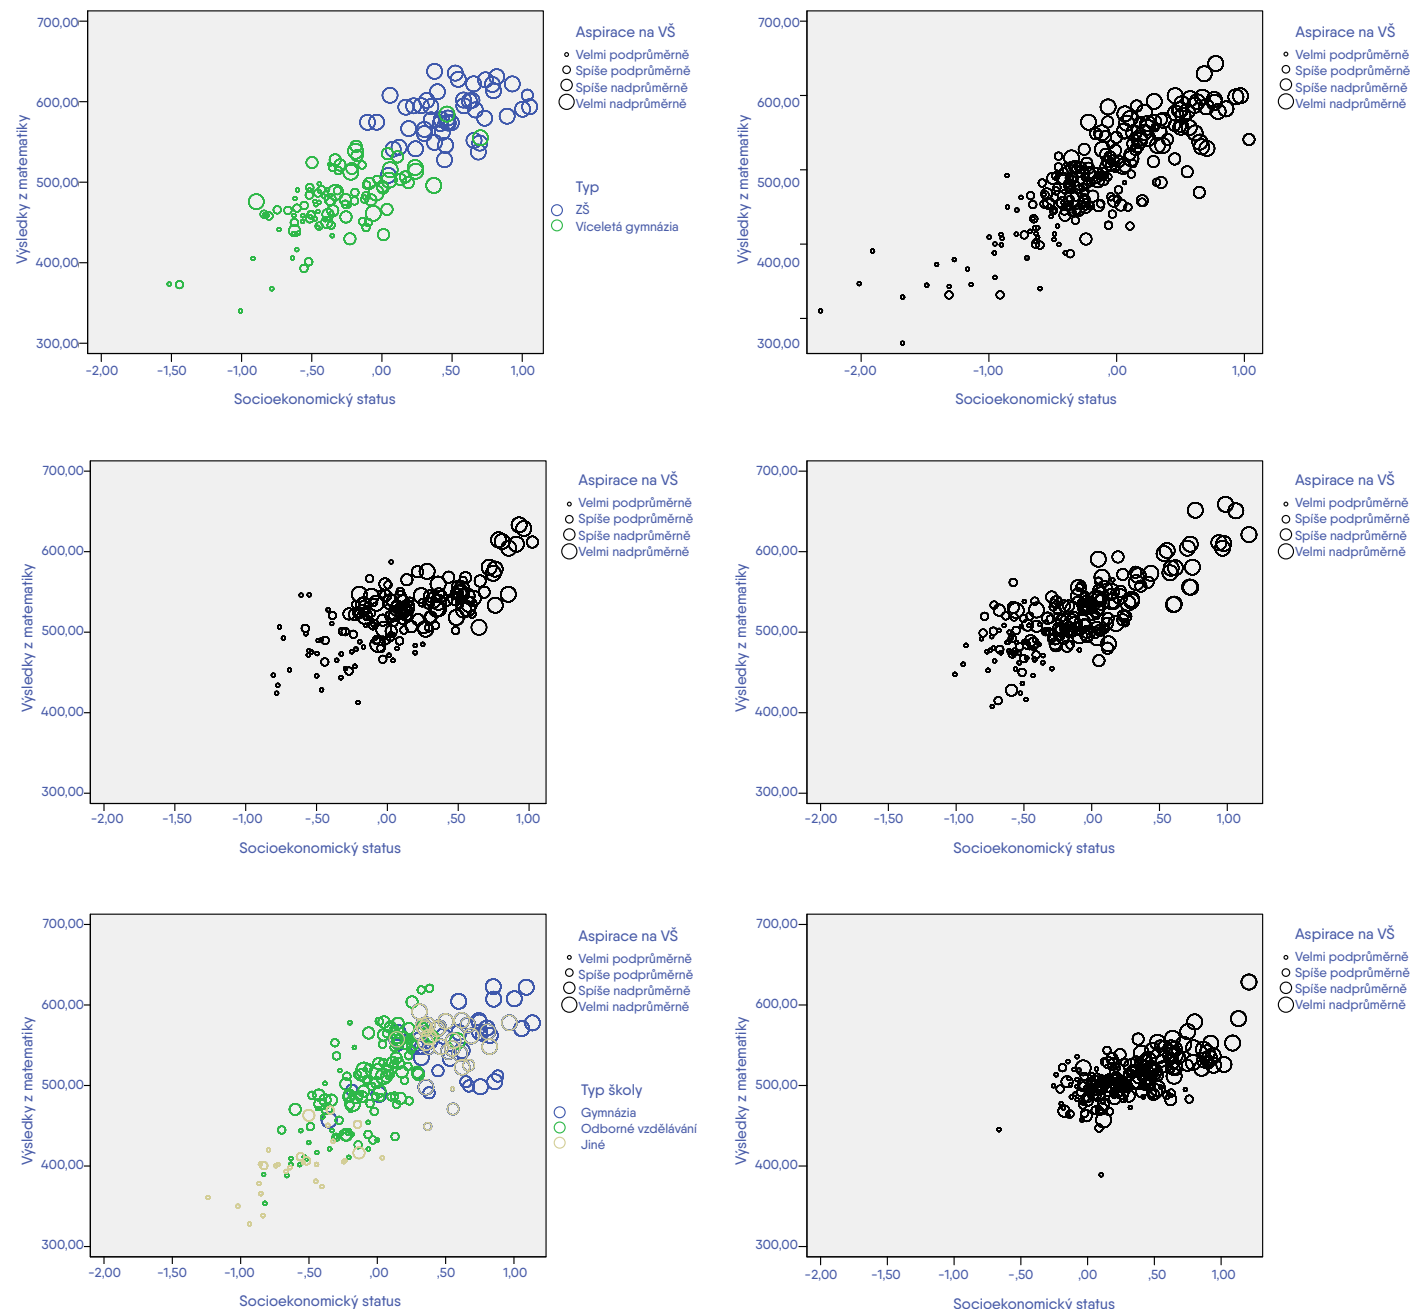 700,00
600,00
500,00
400,00
300,00
Výsledky z matematiky
-2,00 -1,50 -1,00 -,50 ,00 ,50 1,00
Socioekonomický status
Aspirace na VŠ
Velmi podprůměrně
Spíše podprůměrně
Spíše nadprůměrně
Velmi nadprůměrně
Typ
ZŠ
Víceletá gymnázia
700,00
600,00
500,00
400,00
300,00
Výsledky z matematiky
-2,00 -1,00 ,00 1,00
Socioekonomický status
Aspirace na VŠ
Velmi podprůměrně
Spíše podprůměrně
Spíše nadprůměrně
Velmi nadprůměrně
700,00
600,00
500,00
400,00
300,00
Výsledky z matematiky
-2,00 -1,50 -1,00 -,50 ,00 ,50 1,00
Socioekonomický status
Aspirace na VŠ
Velmi podprůměrně
Spíše podprůměrně
Spíše nadprůměrně
Velmi nadprůměrně
700,00
600,00
500,00
400,00
300,00
Výsledky z matematiky
-2,00 -1,50 -1,00 -,50 ,00 ,50 1,00
Socioekonomický status
Aspirace na VŠ
Velmi podprůměrně
Spíše podprůměrně
Spíše nadprůměrně
Velmi nadprůměrně
700,00
600,00
500,00
400,00
300,00
Výsledky z matematiky
-2,00 -1,50 -1,00 -,50 ,00 ,50 1,00
Socioekonomický status
Aspirace na VŠ
Velmi podprůměrně
Spíše podprůměrně
Spíše nadprůměrně
Velmi nadprůměrně
Typ školy
Gymnázia
Odborné vzdělávání
Jiné
700,00
600,00
500,00
400,00
300,00
Výsledky z matematiky
-2,00 -1,50 -1,00 -,50 ,00 ,50 1,00
Socioekonomický status
Aspirace na VŠ
Velmi podprůměrně
Spíše podprůměrně
Spíše nadprůměrně
Velmi nadprůměrně